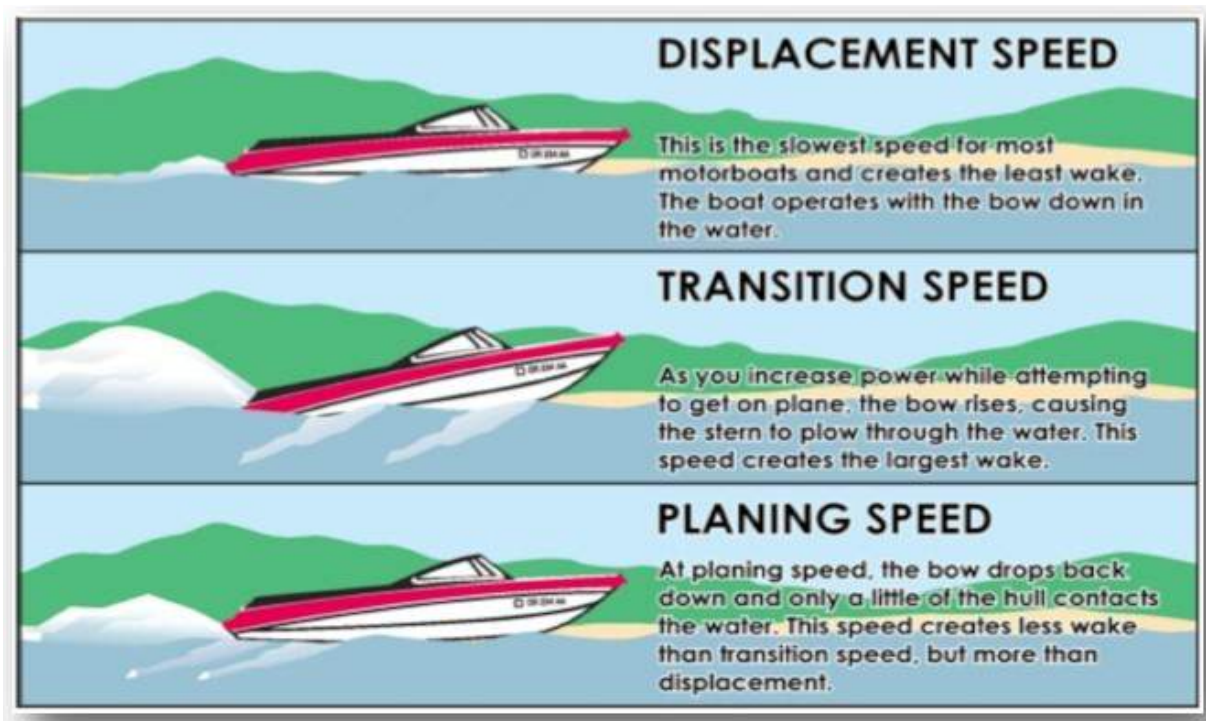 DISPLACEMENT SPEED
This is the slowest speed for most
motorboats and creates the least wake.
The boat operates with the bow down in
the water.
TRANSITION SPEED
As you increase power while attempting
to get on plane, the bow rises, causing
the stern to plow through the water. This
speed creates the largest wake.
PLANING SPEED
At planing speed, the bow drops back
down and only a little of the hull contacts
the water. This speed creates less wake
than transition speed, but more than
displacement.